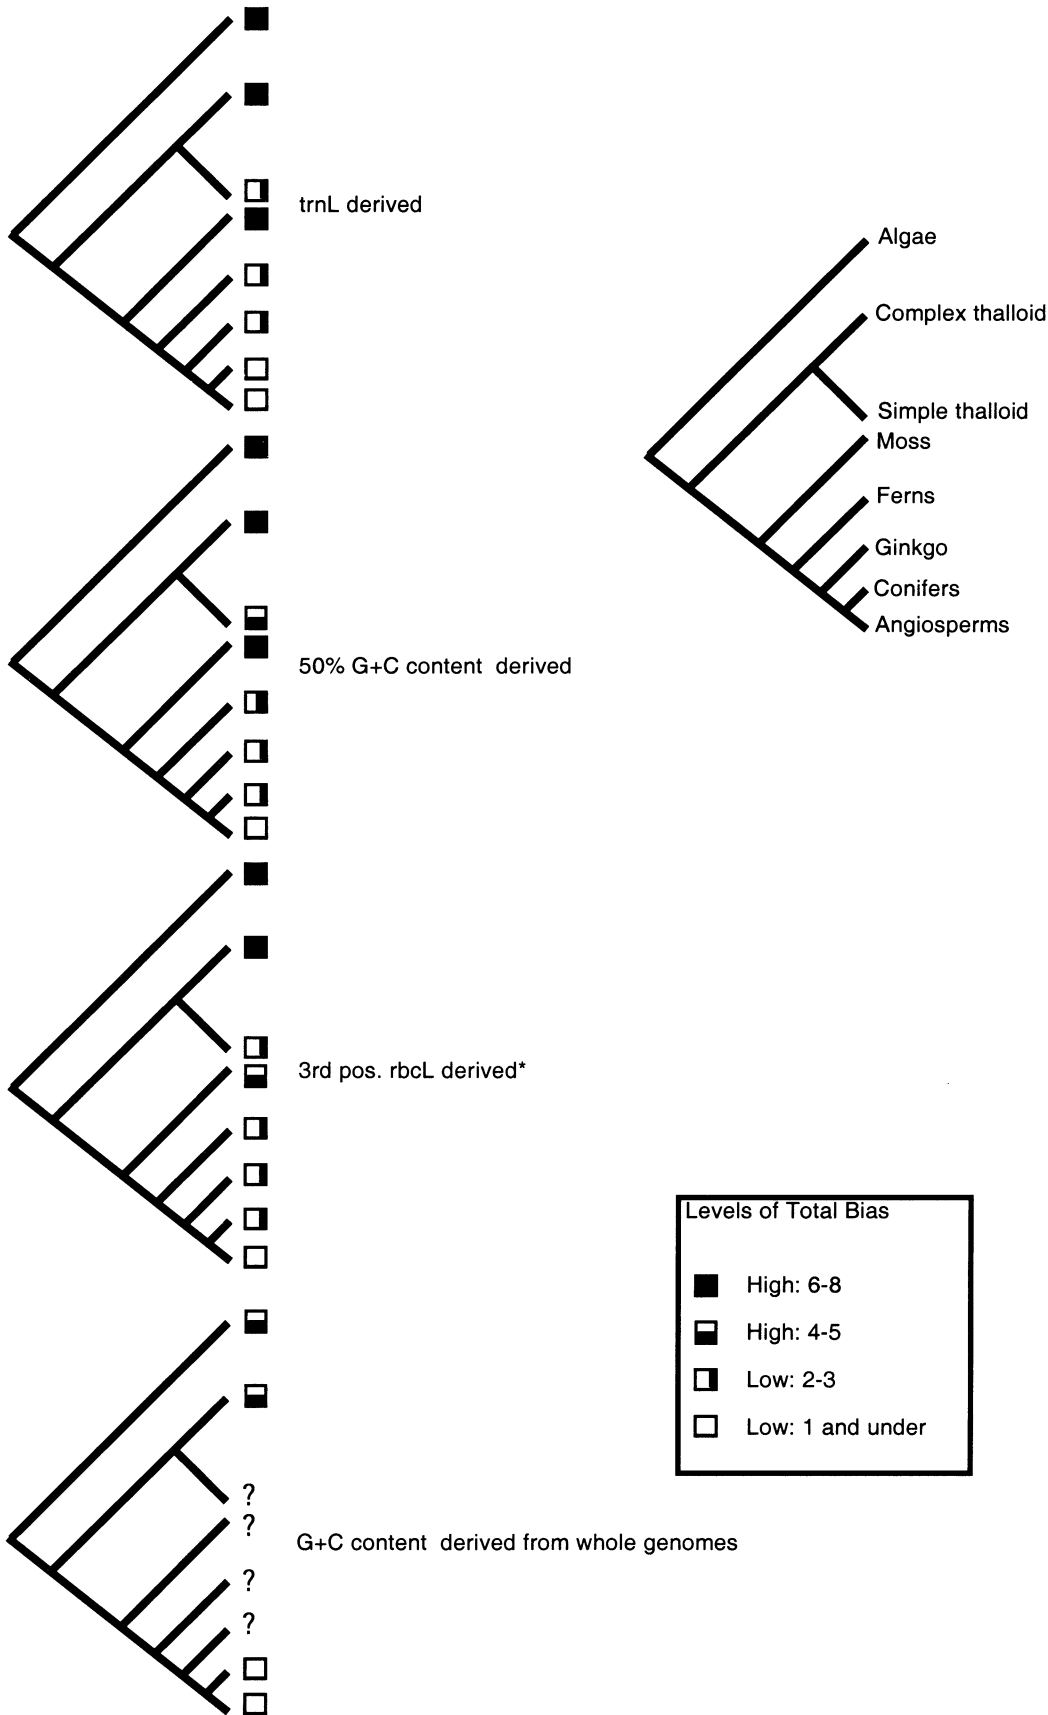 trnL derived
Algae
Complex thalloid
Simple thalloid
Moss
Ferns
Ginkgo
Conifers
Angiosperms
50% G+C content derived
3rd pos. rbcL derived*
Levels of Total Bias
High: 6-8
High: 4-5
Low: 2-3
Low: 1 and under
?
?
G+C content derived from whole genomes
?
?